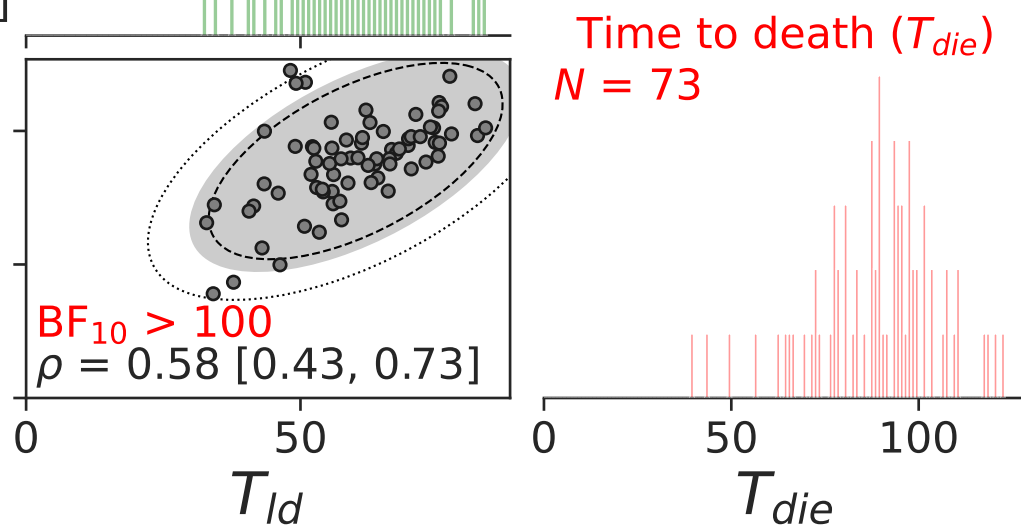 ]
BF₁₀ > 100
ρ = 0.58 [0.43, 0.73]
0 50
T_ld
Time to death (T_die)
N = 73
0 50 100
T_die